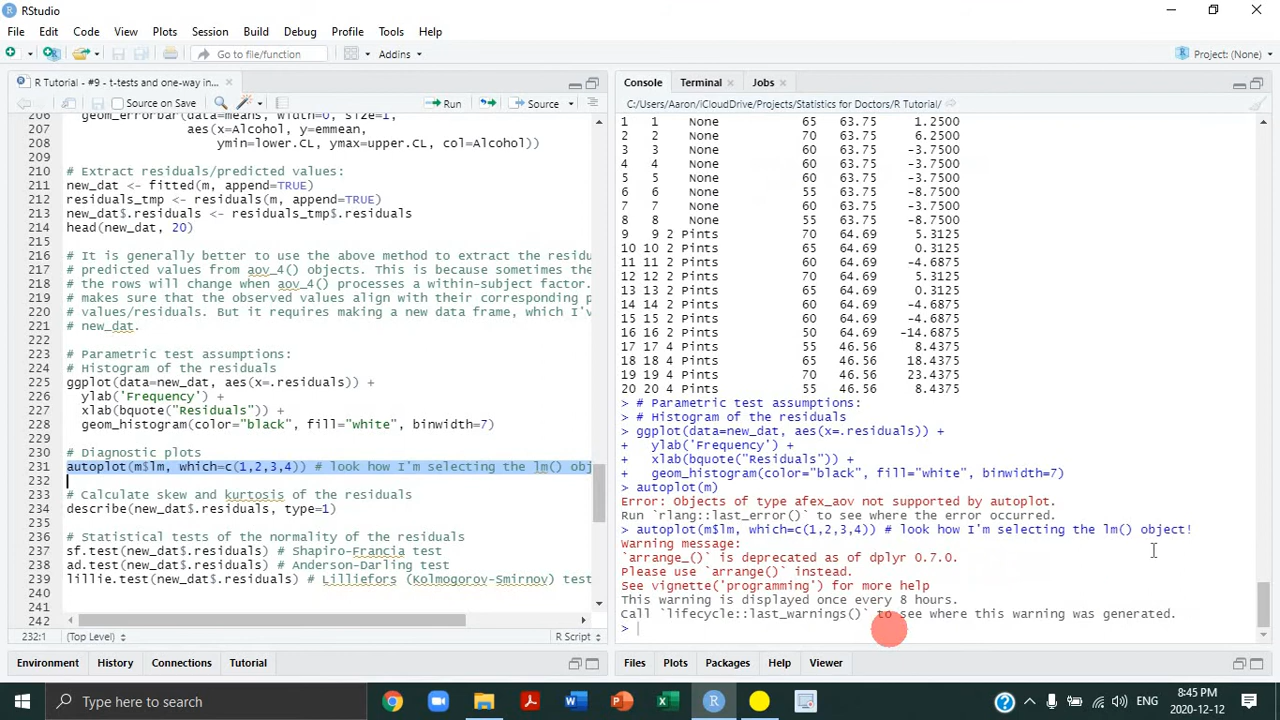 RStudio
File Edit Code View Plots Session Build Debug Profile Tools Help
Go to file/function Addins Project: (None)
R Tutorial - #9 - t-tests and one-way in...
Source on Save Run Source
206 geom_errorbar(data=means, width=0, size=1,
207 aes(x=Alcohol, y=emmean,
208 ymin=lower.CL, ymax=upper.CL, col=Alcohol))
209
210 # Extract residuals/predicted values:
211 new_dat <- fitted(m, append=TRUE)
212 residuals_tmp <- residuals(m, append=TRUE)
213 new_dat$.residuals <- residuals_tmp$.residuals
214 head(new_dat, 20)
215
216 # It is generally better to use the above method to extract the residu
217 # predicted values from aov_4() objects. This is because sometimes the
218 # the rows will change when aov_4() processes a within-subject factor.
219 # makes sure that the observed values align with their corresponding p
220 # values/residuals. But it requires making a new data frame, which I'v
221 # new_dat.
222
223 # Parametric test assumptions:
224 # Histogram of the residuals
225 ggplot(data=new_dat, aes(x=.residuals)) +
226 ylab('Frequency') +
227 xlab(bquote("Residuals")) +
228 geom_histogram(color="black", fill="white", binwidth=7)
229
230 # Diagnostic plots
231 autoplot(m$lm, which=c(1,2,3,4)) # look how I'm selecting the lm() obj
232
233 # Calculate skew and kurtosis of the residuals
234 describe(new_dat$.residuals, type=1)
235
236 # Statistical tests of the normality of the residuals
237 sf.test(new_dat$.residuals) # Shapiro-Francia test
238 ad.test(new_dat$.residuals) # Anderson-Darling test
239 lillie.test(new_dat$.residuals) # Lilliefors (Kolmogorov-Smirnov) test
240
241
242
232:1 (Top Level) R Script
Environment History Connections Tutorial
Console Terminal Jobs
C:/Users/Aaron/iCloudDrive/Projects/Statistics for Doctors/R Tutorial/
1 1 None 65 63.75 1.2500
2 2 None 70 63.75 6.2500
3 3 None 60 63.75 -3.7500
4 4 None 60 63.75 -3.7500
5 5 None 60 63.75 -3.7500
6 6 None 55 63.75 -8.7500
7 7 None 60 63.75 -3.7500
8 8 None 55 63.75 -8.7500
9 9 2 Pints 70 64.69 5.3125
10 10 2 Pints 65 64.69 0.3125
11 11 2 Pints 60 64.69 -4.6875
12 12 2 Pints 70 64.69 5.3125
13 13 2 Pints 65 64.69 0.3125
14 14 2 Pints 60 64.69 -4.6875
15 15 2 Pints 60 64.69 -4.6875
16 16 2 Pints 50 64.69 -14.6875
17 17 4 Pints 55 46.56 8.4375
18 18 4 Pints 65 46.56 18.4375
19 19 4 Pints 70 46.56 23.4375
20 20 4 Pints 55 46.56 8.4375
> # Parametric test assumptions:
> # Histogram of the residuals
> ggplot(data=new_dat, aes(x=.residuals)) +
+ ylab('Frequency') +
+ xlab(bquote("Residuals")) +
+ geom_histogram(color="black", fill="white", binwidth=7)
> autoplot(m)
Error: Objects of type afex_aov not supported by autoplot.
Run `rlang::last_error()` to see where the error occurred.
> autoplot(m$lm, which=c(1,2,3,4)) # look how I'm selecting the lm() object!
Warning message:
`arrange_()` is deprecated as of dplyr 0.7.0.
Please use `arrange()` instead.
See vignette('programming') for more help
This warning is displayed once every 8 hours.
Call `lifecycle::last_warnings()` to see where this warning was generated.
>
Files Plots Packages Help Viewer
Type here to search
ENG
8:45 PM
2020-12-12